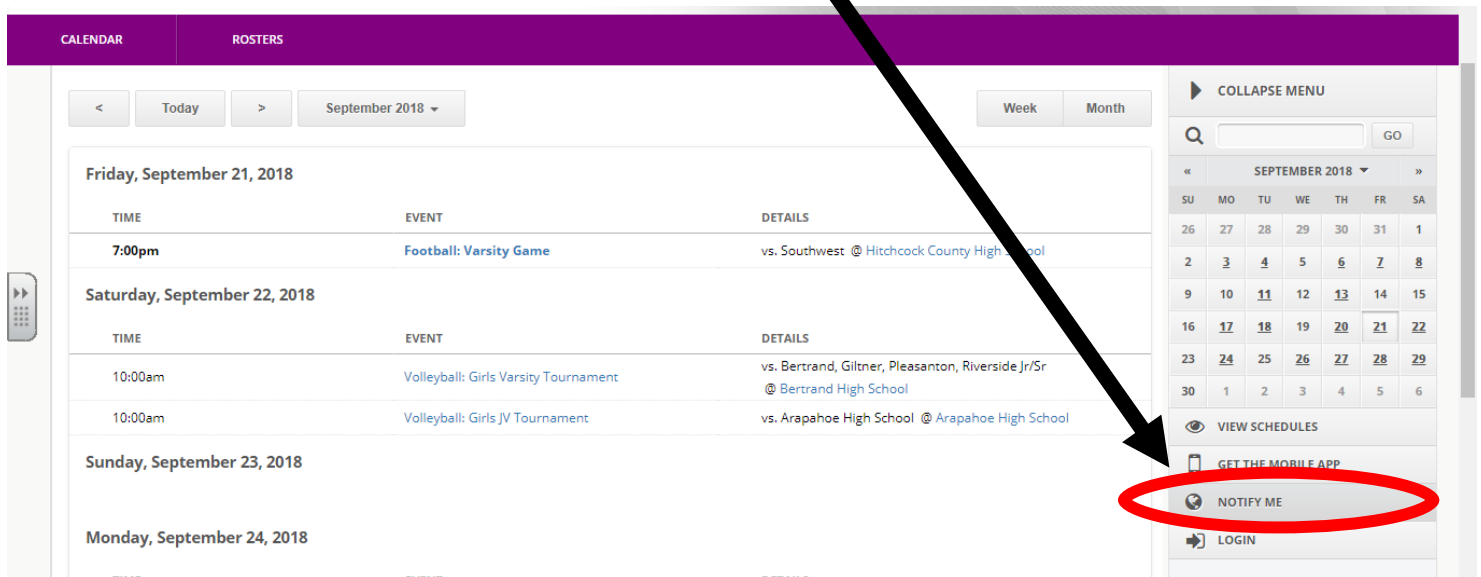 CALENDAR ROSTERS
< Today > September 2018 Week Month
Friday, September 21, 2018
TIME EVENT DETAILS
7:00pm Football: Varsity Game vs. Southwest @ Hitchcock County High School
Saturday, September 22, 2018
TIME EVENT DETAILS
10:00am Volleyball: Girls Varsity Tournament vs. Bertrand, Giltner, Pleasanton, Riverside Jr/Sr
@ Bertrand High School
10:00am Volleyball: Girls JV Tournament vs. Arapahoe High School @ Arapahoe High School
Sunday, September 23, 2018
Monday, September 24, 2018
COLLAPSE MENU
GO
« SEPTEMBER 2018 »
SU MO TU WE TH FR SA
26 27 28 29 30 31 1
2 3 4 5 6 7 8
9 10 11 12 13 14 15
16 17 18 19 20 21 22
23 24 25 26 27 28 29
30 1 2 3 4 5 6
VIEW SCHEDULES
GET THE MOBILE APP
NOTIFY ME
LOGIN